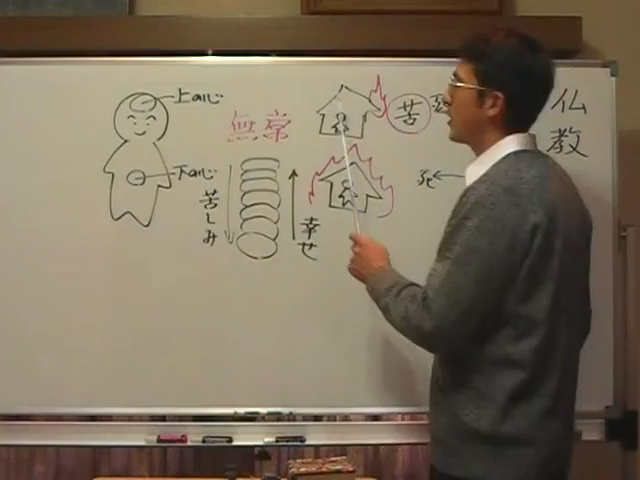 上の心
下の心
無常
苦しみ
幸せ
苦
死
仏教